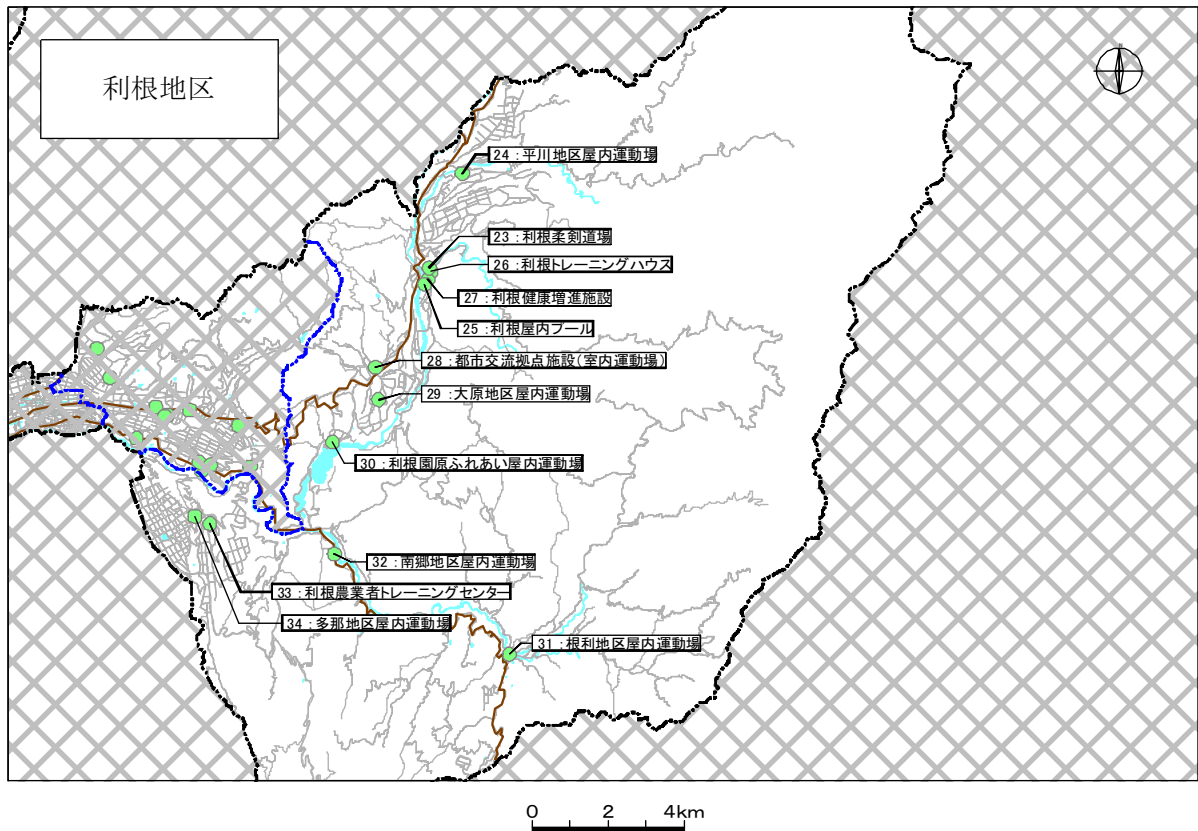 利根地区
24：平川地区屋内運動場
23：利根柔剣道場
26：利根トレーニングハウス
27：利根健康増進施設
25：利根屋内プール
28：都市交流拠点施設（室内運動場）
29：大原地区屋内運動場
30：利根園原ふれあい屋内運動場
32：南郷地区屋内運動場
33：利根農業者トレーニングセンター
34：多那地区屋内運動場
31：根利地区屋内運動場
0 2 4km